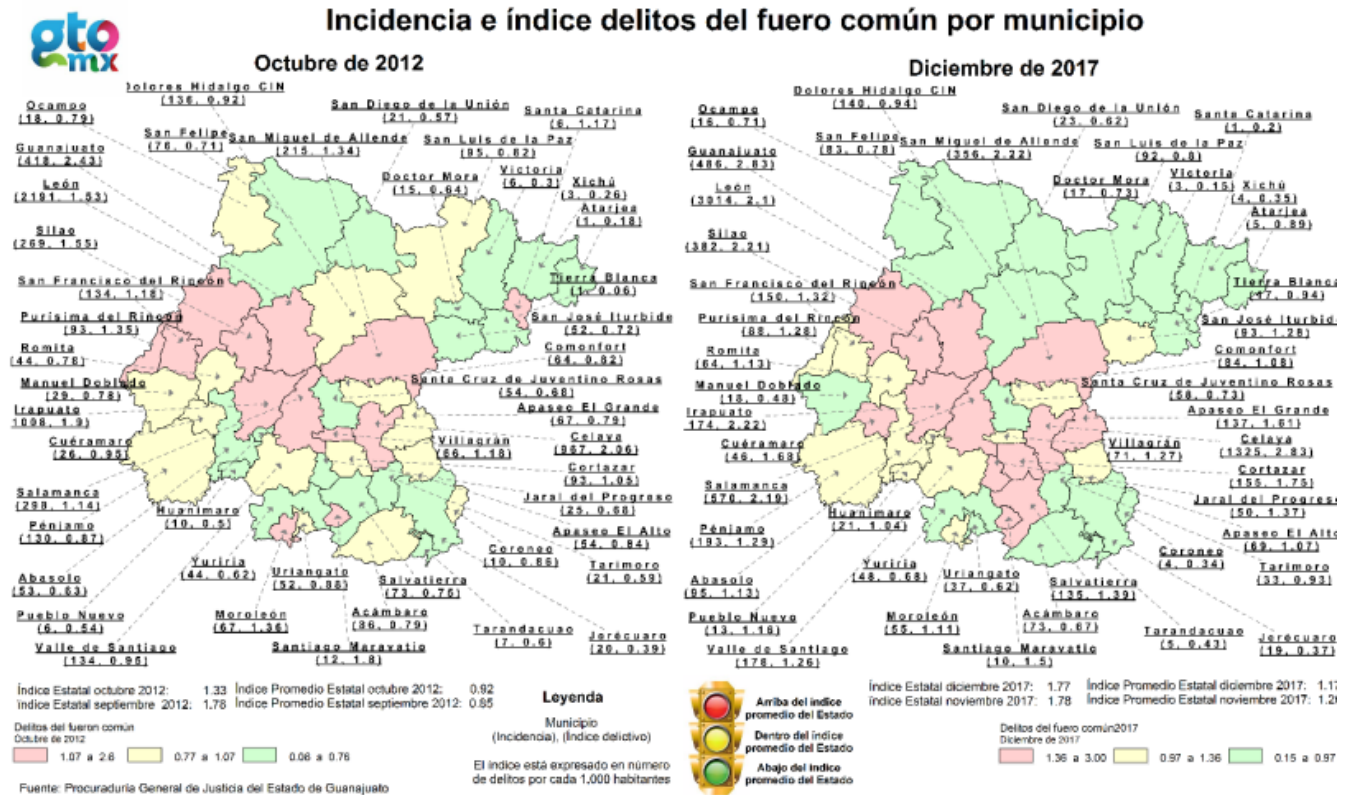 gto
mx
Incidencia e índice delitos del fuero común por municipio
Octubre de 2012
Dolores Hidalgo CIN
(136, 0.92)
Ocampo
(18, 0.79)
San Diego de la Unión
(21, 0.57)
Santa Catarina
(6, 1.17)
San Felipe
(76, 0.71)
San Miguel de Allende
(215, 1.34)
San Luis de la Paz
(95, 0.82)
Guanajuato
(418, 2.43)
Doctor Mora
(15, 0.64)
Victoria
(6, 0.3)
Xichú
(3, 0.26)
León
(2191, 1.53)
Atarjea
(1, 0.18)
Silao
(269, 1.55)
San Francisco del Rincón
(134, 1.18)
Tierra Blanca
(1, 0.06)
Purísima del Rincón
(93, 1.35)
San José Iturbide
(52, 0.72)
Romita
(44, 0.78)
Comonfort
(64, 0.82)
Manuel Doblado
(29, 0.78)
Santa Cruz de Juventino Rosas
(54, 0.68)
Irapuato
1098, 1.9)
Apaseo El Grande
(67, 0.79)
Cuéramaro
(26, 0.95)
Villagrán
(66, 1.18)
Celaya
(967, 2.06)
Cortazar
(93, 1.05)
Salamanca
(298, 1.14)
Huanímaro
(10, 0.5)
Jaral del Progreso
(25, 0.68)
Pénjamo
(130, 0.87)
Apaseo El Alto
(54, 0.84)
Yuriria
(44, 0.62)
Uriangato
(52, 0.88)
Coroneo
(10, 0.86)
Tarimoro
(21, 0.59)
Abasolo
(53, 0.63)
Salvatierra
(73, 0.75)
Pueblo Nuevo
(6, 0.54)
Moroleón
(67, 1.36)
Acámbaro
(86, 0.79)
Tarandacuao
(7, 0.6)
Jerécuaro
(20, 0.39)
Valle de Santiago
(134, 0.95)
Santiago Maravatío
(12, 1.8)
Diciembre de 2017
Dolores Hidalgo CIN
(140, 0.94)
Ocampo
(16, 0.71)
San Diego de la Unión
(23, 0.62)
Santa Catarina
(1, 0.2)
San Felipe
(83, 0.78)
San Miguel de Allende
(356, 2.22)
San Luis de la Paz
(92, 0.8)
Guanajuato
(486, 2.83)
Doctor Mora
(17, 0.73)
Victoria
(3, 0.15)
Xichú
(4, 0.35)
León
(3014, 2.1)
Atarjea
(5, 0.89)
Silao
(382, 2.21)
San Francisco del Rincón
(150, 1.32)
Tierra Blanca
(17, 0.94)
Purísima del Rincón
(88, 1.28)
San José Iturbide
(93, 1.28)
Romita
(64, 1.13)
Comonfort
(84, 1.08)
Manuel Doblado
(18, 0.48)
Santa Cruz de Juventino Rosas
(58, 0.73)
Irapuato
174, 2.22)
Apaseo El Grande
(137, 1.61)
Cuéramaro
(46, 1.68)
Villagrán
(71, 1.27)
Celaya
(1325, 2.83)
Cortazar
(155, 1.75)
Salamanca
(570, 2.19)
Huanímaro
(21, 1.04)
Jaral del Progreso
(50, 1.37)
Pénjamo
(193, 1.29)
Apaseo El Alto
(69, 1.07)
Yuriria
(48, 0.68)
Uriangato
(37, 0.62)
Coroneo
(4, 0.34)
Tarimoro
(33, 0.93)
Abasolo
(95, 1.13)
Salvatierra
(135, 1.39)
Pueblo Nuevo
(13, 1.16)
Moroleón
(55, 1.11)
Acámbaro
(73, 0.67)
Tarandacuao
(5, 0.43)
Jerécuaro
(19, 0.37)
Valle de Santiago
(178, 1.26)
Santiago Maravatío
(10, 1.5)
Índice Estatal octubre 2012: 1.33 Índice Promedio Estatal octubre 2012: 0.92
Índice Estatal septiembre 2012: 1.78 Índice Promedio Estatal septiembre 2012: 0.85
Delitos del fueron común
Octubre de 2012
1.07 a 2.6
0.77 a 1.07
0.06 a 0.76
Fuente: Procuraduría General de Justicia del Estado de Guanajuato
Leyenda
Municipio
(Incidencia), (Índice delictivo)
El índice está expresado en número
de delitos por cada 1,000 habitantes
Arriba del índice
promedio del Estado
Dentro del índice
promedio del Estado
Abajo del índice
promedio del Estado
Índice Estatal diciembre 2017: 1.77 Índice Promedio Estatal diciembre 2017: 1.17
Índice Estatal noviembre 2017: 1.78 Índice Promedio Estatal noviembre 2017:
Delitos del fuero común2017
Diciembre de 2017
1.36 a 3.00
0.97 a 1.36
0.15 a 0.97